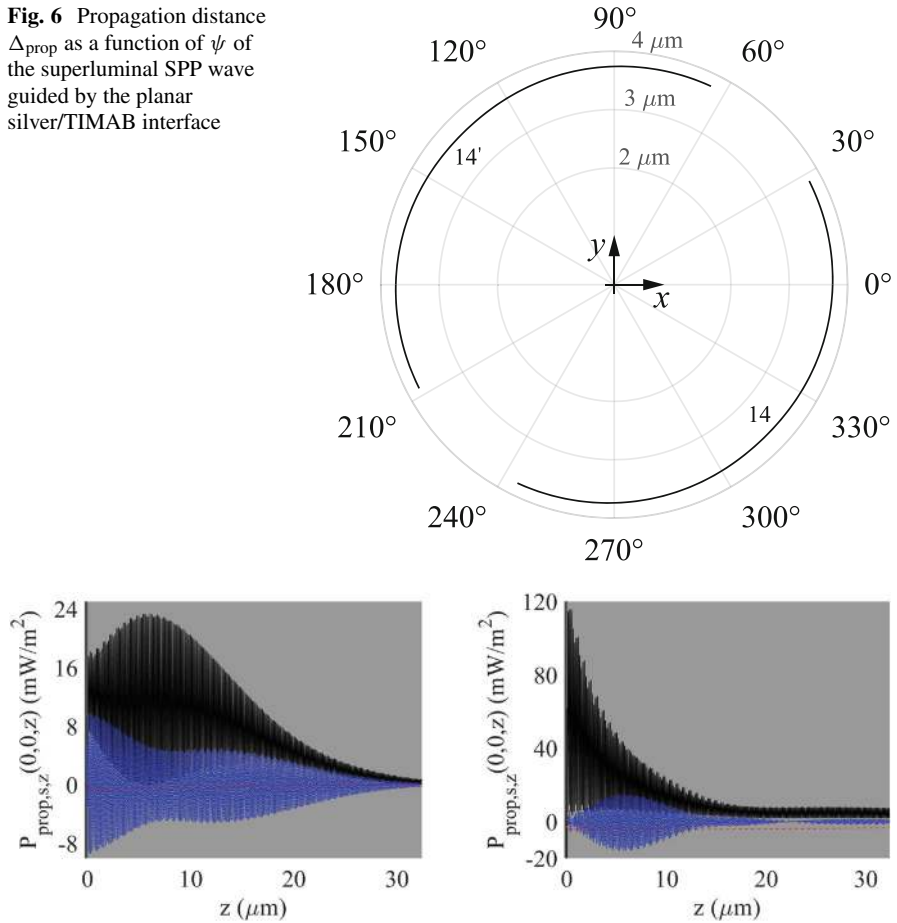 Fig. 6 Propagation distance
Δprop as a function of ψ of
the superluminal SPP wave
guided by the planar
silver/TIMAB interface
90°
4 μm
120°
60°
3 μm
150°
14'
2 μm
30°
y
180°
x
0°
210°
14
330°
240°
300°
270°
24
16
8
0
-8
P prop,s,z (0,0,z) (mW/m²)
0
10
20
30
z (μm)
120
80
40
0
-20
P prop,s,z (0,0,z) (mW/m²)
0
10
20
30
z (μm)